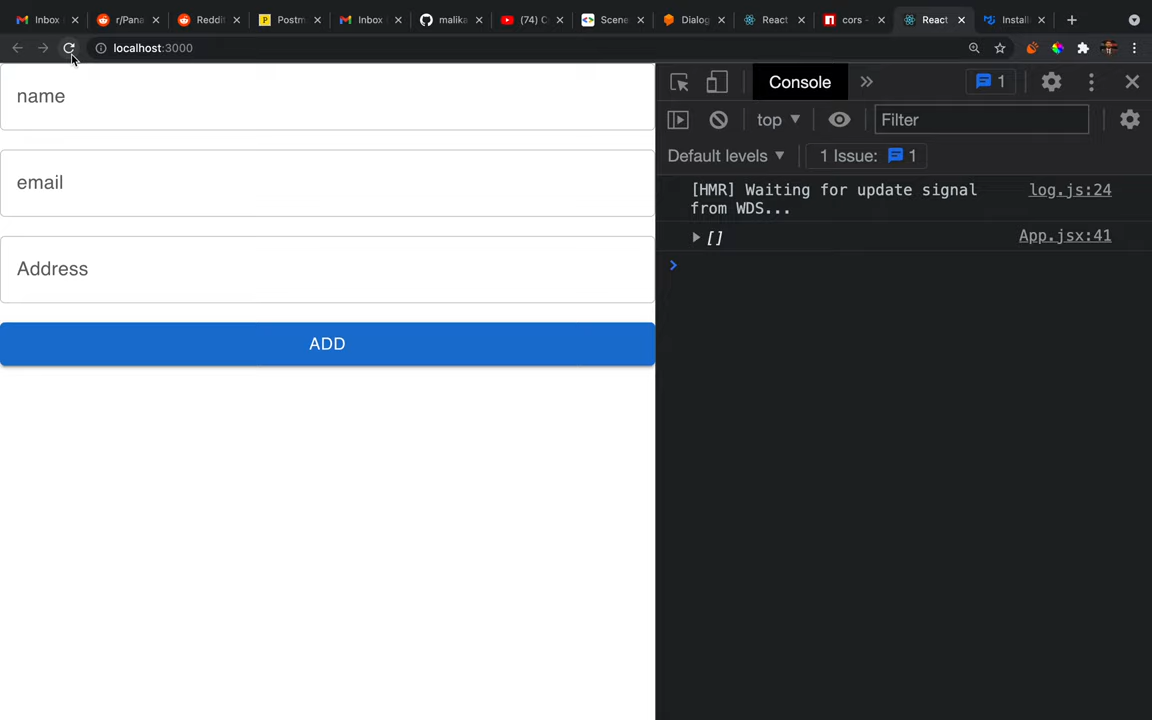 Inbox r/Pana Reddit Postm Inbox malika (74) C Scene Dialog React cors - React Install
localhost:3000
name
email
Address
ADD
Console 1
top Filter
Default levels 1 Issue: 1
[HMR] Waiting for update signal log.js:24
from WDS...
[] App.jsx:41